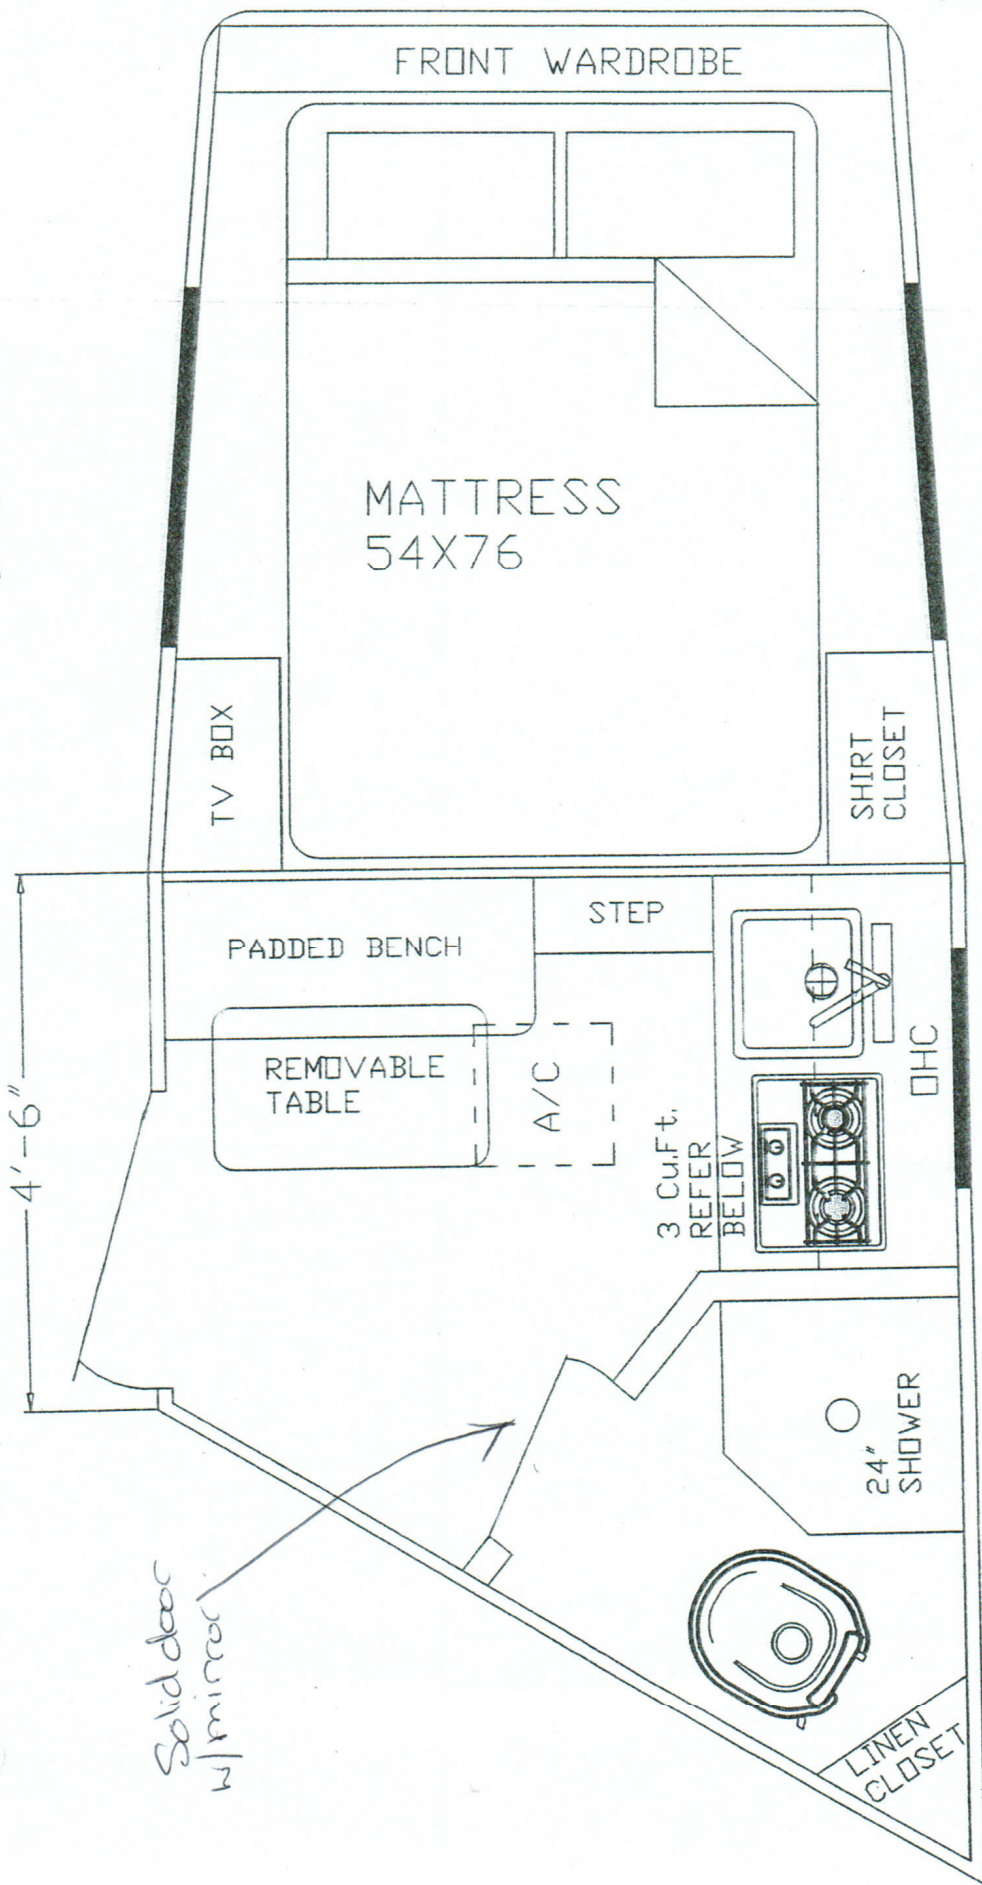 FRONT WARDROBE
MATTRESS
54X76
TV BOX
SHIRT
CLOSET
4'-6"
PADDED BENCH
STEP
REMOVABLE
TABLE
A/C
3 Cu.Ft.
REFER
BELOW
OHC
24"
SHOWER
Solid door
w/mirror
LINEN
CLOSET